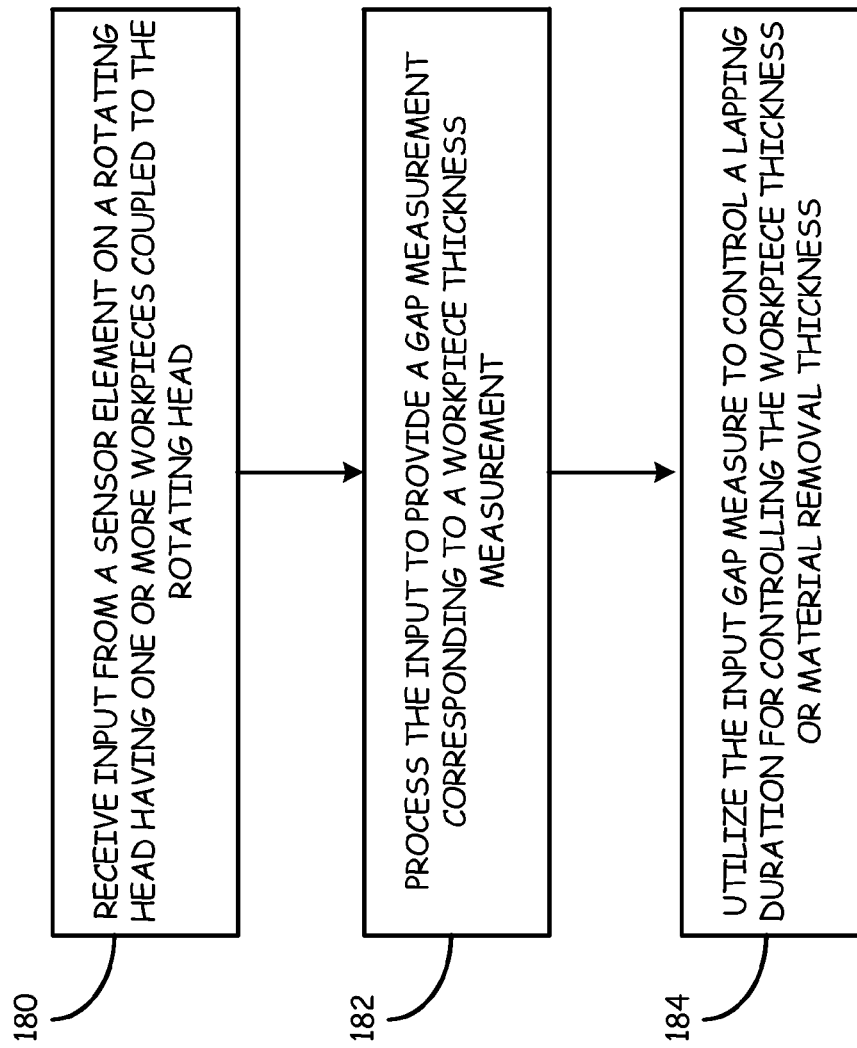 180
RECEIVE INPUT FROM A SENSOR ELEMENT ON A ROTATING
HEAD HAVING ONE OR MORE WORKPIECES COUPLED TO THE
ROTATING HEAD
182
PROCESS THE INPUT TO PROVIDE A GAP MEASUREMENT
CORRESPONDING TO A WORKPIECE THICKNESS
MEASUREMENT
184
UTILIZE THE INPUT GAP MEASURE TO CONTROL A LAPPING
DURATION FOR CONTROLLING THE WORKPIECE THICKNESS
OR MATERIAL REMOVAL THICKNESS